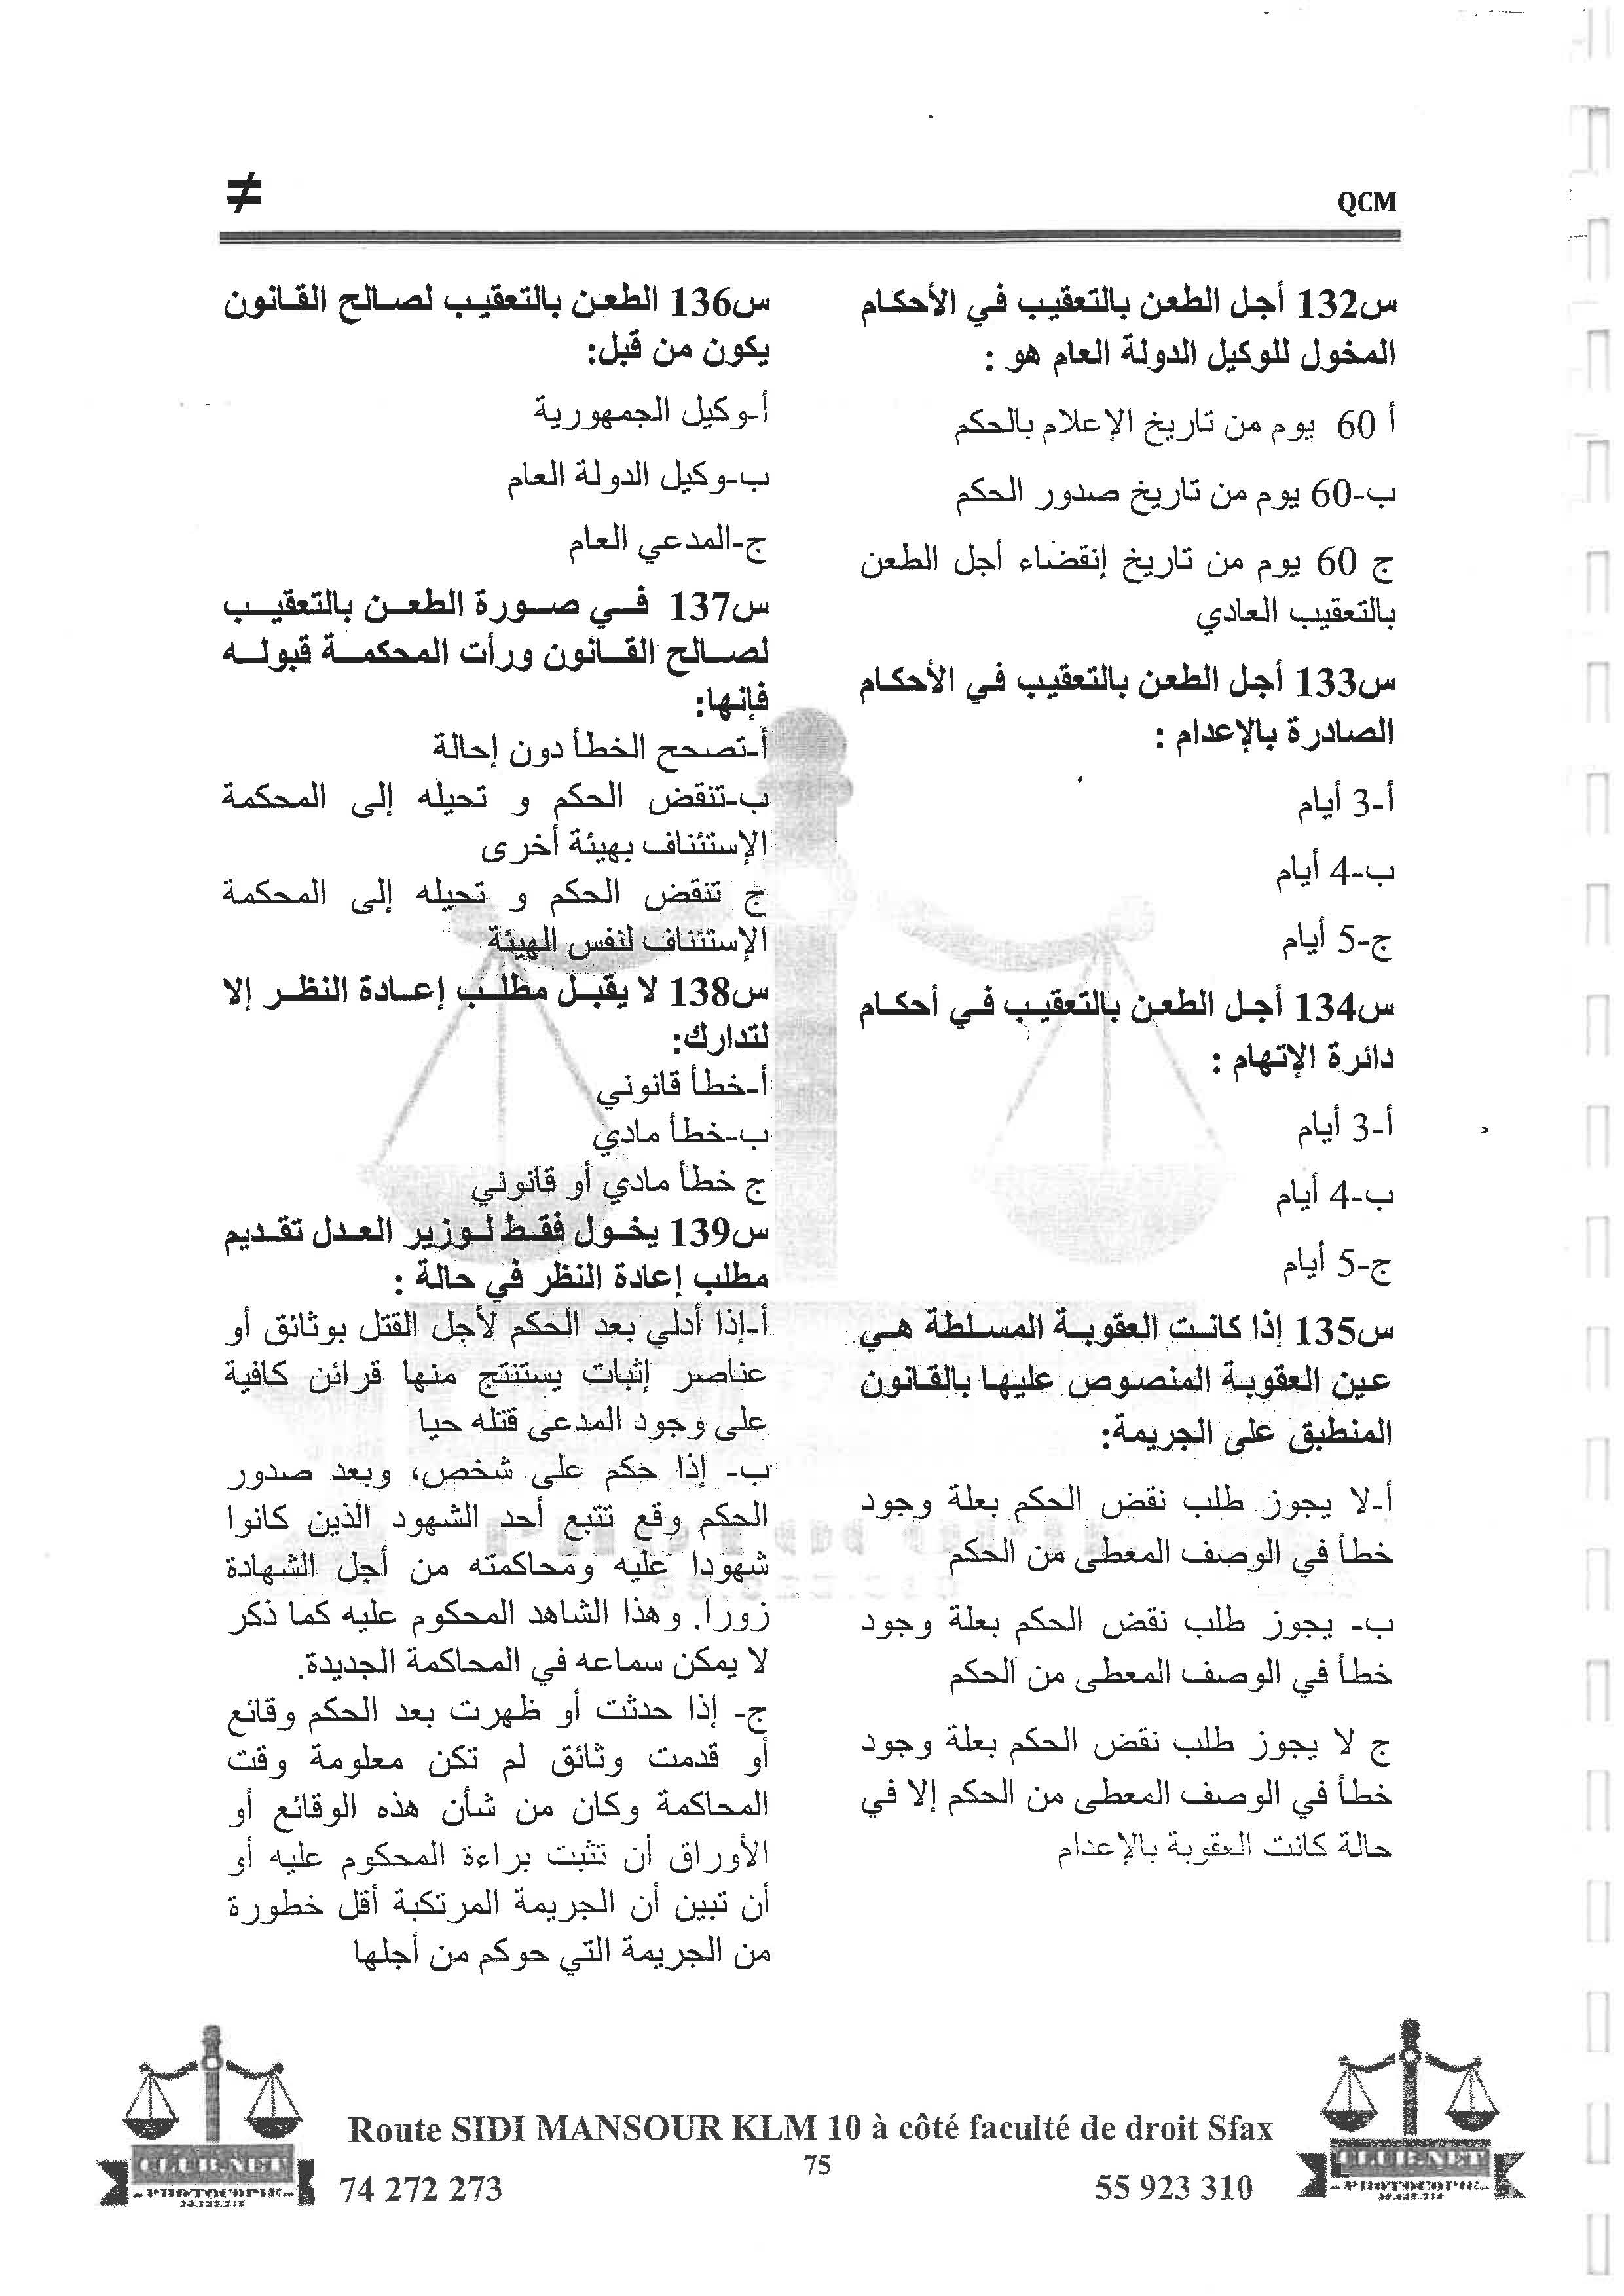 QCM
≠
س132 أجل الطعن بالتعقيب في الأحكام
المخول للوكيل الدولة العام هو :
أ 60 يوم من تاريخ الإعلام بالحكم
ب-60 يوم من تاريخ صدور الحكم
ج 60 يوم من تاريخ إنقضاء أجل الطعن
بالتعقيب العادي
س133 أجل الطعن بالتعقيب في الأحكام
الصادرة بالإعدام :
أ-3 أيام
ب-4 أيام
ج-5 أيام
س134 أجل الطعن بالتعقيب في أحكام
دائرة الإتهام :
أ-3 أيام
ب-4 أيام
ج-5 أيام
س135 إذا كانت العقوبة المسلطة هي
عين العقوبة المنصوص عليها بالقانون
المنطبق على الجريمة:
أ-لا يجوز طلب نقض الحكم بعلة وجود
خطأ في الوصف المعطى من الحكم
ب- يجوز طلب نقض الحكم بعلة وجود
خطأ في الوصف المعطى من الحكم
ج لا يجوز طلب نقض الحكم بعلة وجود
خطأ في الوصف المعطى من الحكم إلا في
حالة كانت العقوبة بالإعدام
س136 الطعن بالتعقيب لصالح القانون
يكون من قبل:
أ-وكيل الجمهورية
ب-وكيل الدولة العام
ج-المدعي العام
س137 في صورة الطعن بالتعقيب
لصالح القانون ورأت المحكمة قبوله
فإنها:
أ-تصحح الخطأ دون إحالة
ب-تنقض الحكم و تحيله إلى المحكمة
الإستئناف بهيئة أخرى
ج تنقض الحكم و تحيله إلى المحكمة
الإستئناف لنفس الهيئة
س138 لا يقبل مطلب إعادة النظر إلا
لتدارك:
أ-خطأ قانوني
ب-خطأ مادي
ج خطأ مادي أو قانوني
س139 يخول فقط لوزير العدل تقديم
مطلب إعادة النظر في حالة :
أ-إذا أدلي بعد الحكم لأجل القتل بوثائق أو
عناصر إثبات يستنتج منها قرائن كافية
على وجود المدعى قتله حيا
ب- إذا حكم على شخص، وبعد صدور
الحكم وقع تتبع أحد الشهود الذين كانوا
شهودا عليه ومحاكمته من أجل الشهادة
زورا. وهذا الشاهد المحكوم عليه كما ذكر
لا يمكن سماعه في المحاكمة الجديدة.
ج- إذا حدثت أو ظهرت بعد الحكم وقائع
أو قدمت وثائق لم تكن معلومة وقت
المحاكمة وكان من شأن هذه الوقائع أو
الأوراق أن تثبت براءة المحكوم عليه أو
أن تبين أن الجريمة المرتكبة أقل خطورة
من الجريمة التي حوكم من أجلها
Route SIDI MANSOUR KLM 10 à côté faculté de droit Sfax
75
74 272 273
55 923 310
CLUB.NET
PHOTOCOPIE
CLUB.NET
PHOTOCOPIE